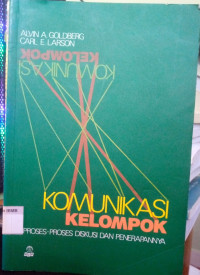 ALVIN A. GOLDBERG
CARL E. LARSON
KELOMPOK
KOMUNIKASI
KOMUNIKASI
KELOMPOK
PROSES-PROSES DISKUSI DAN PENERAPANNYA